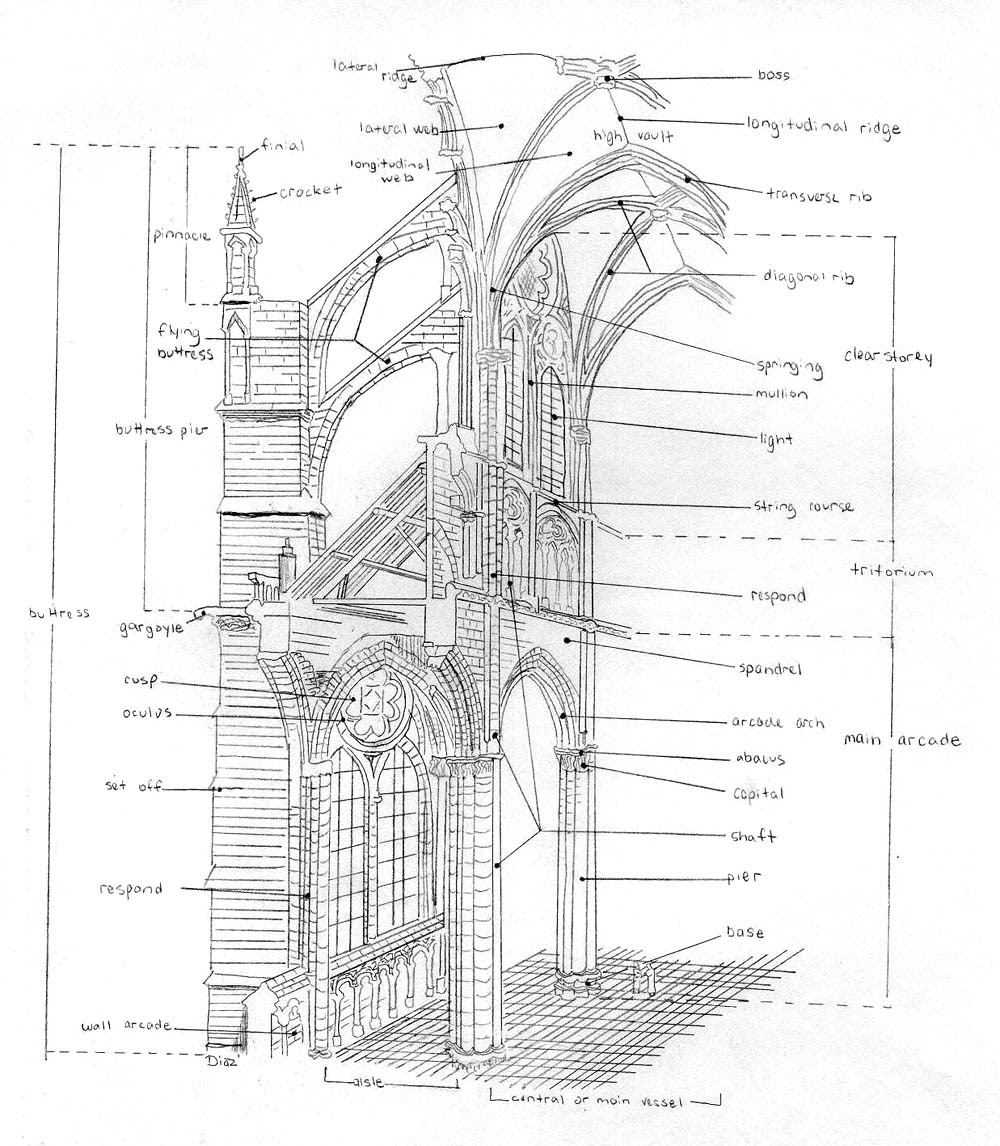 lateral
ridge
boss
lateral web
longitudinal ridge
high vault
longitudinal
web
finial
crocket
transverse rib
pinnacle
diagonal rib
flying
buttress
clearstorey
springing
mullion
buttress pier
light
string course
triforium
respond
buttress
gargoyle
spandrel
cusp
oculus
arcade arch
main arcade
abacus
set off
capital
shaft
respond
pier
base
wall arcade
Diaz
aisle
central or main vessel